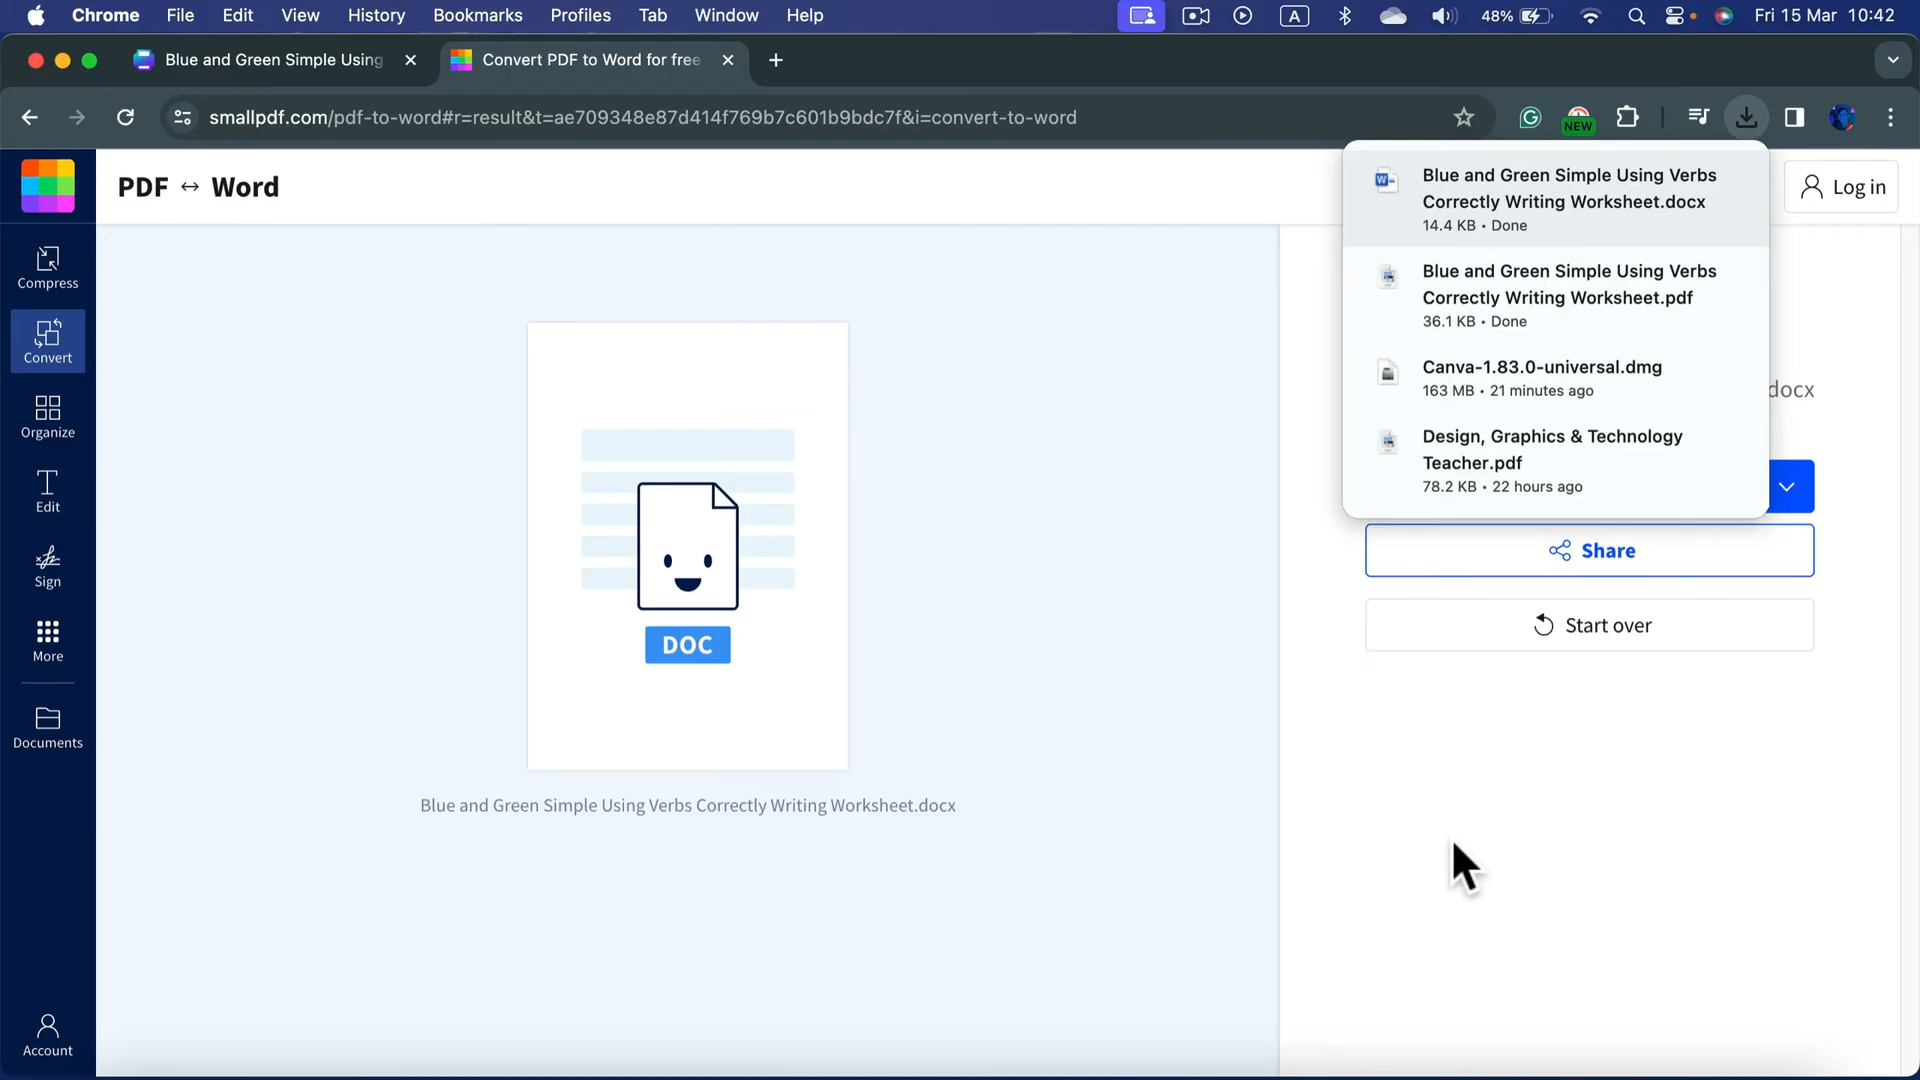 Chrome File Edit View History Bookmarks Profiles Tab Window Help A 48% Fri 15 Mar 10:42
Blue and Green Simple Using
Convert PDF to Word for free
smallpdf.com/pdf-to-word#r=result&t=ae709348e87d414f769b7c601b9bdc7f&i=convert-to-word
NEW
PDF ↔ Word
Log in
Compress
Convert
Organize
Edit
Sign
More
Documents
Account
DOC
Blue and Green Simple Using Verbs Correctly Writing Worksheet.docx
Blue and Green Simple Using Verbs
Correctly Writing Worksheet.docx
14.4 KB • Done
Blue and Green Simple Using Verbs
Correctly Writing Worksheet.pdf
36.1 KB • Done
Canva-1.83.0-universal.dmg
163 MB • 21 minutes ago
Design, Graphics & Technology
Teacher.pdf
78.2 KB • 22 hours ago
docx
Share
Start over